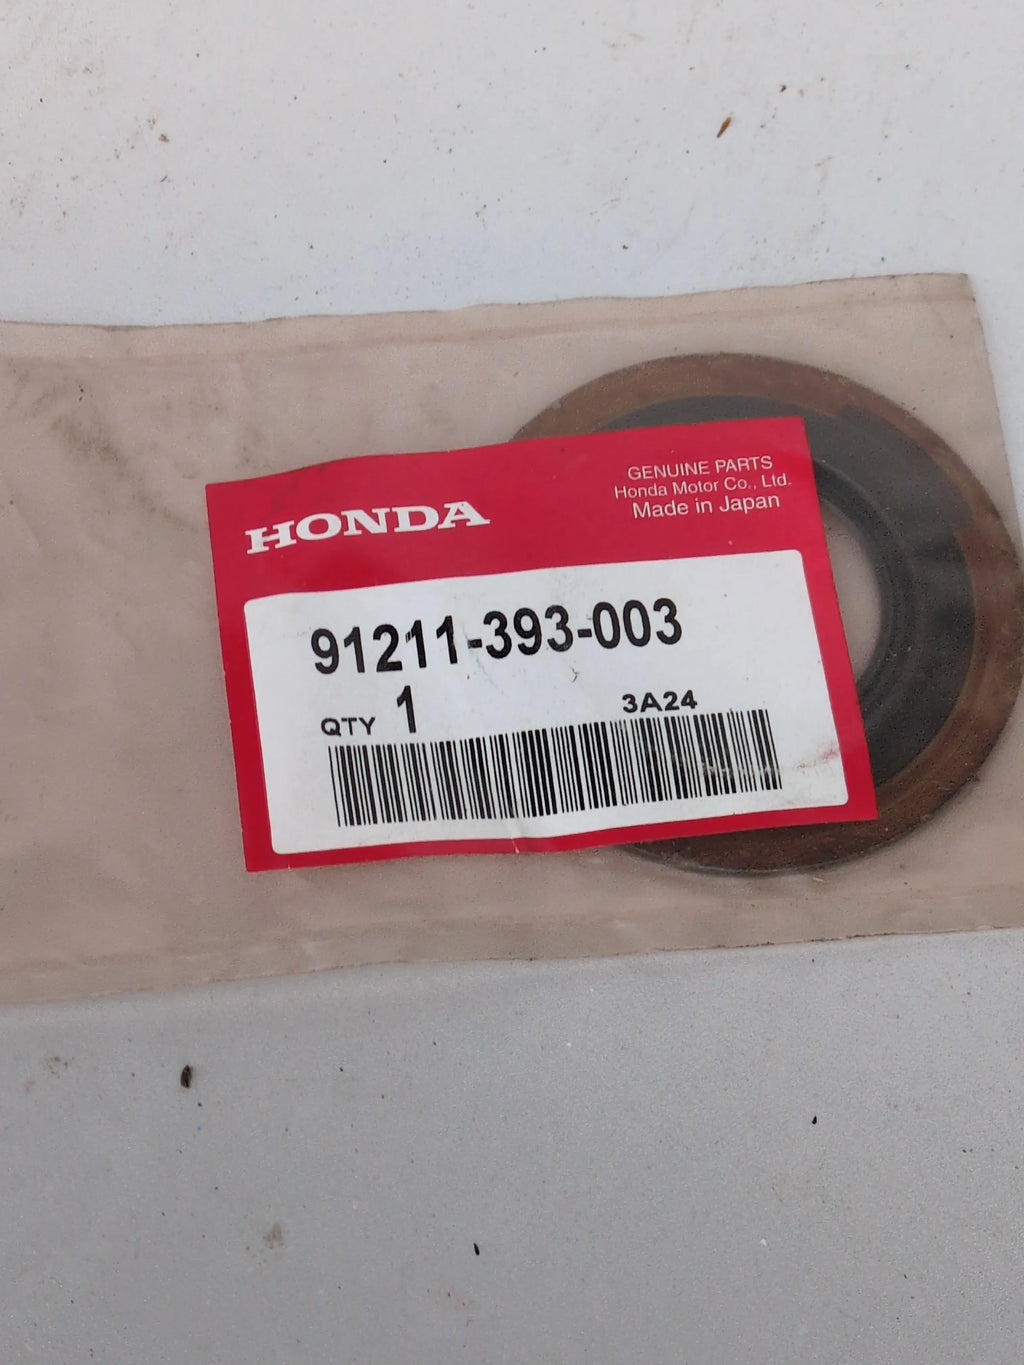 HONDA
GENUINE PARTS
Honda Motor Co., Ltd.
Made in Japan
91211-393-003
QTY 1
3A24